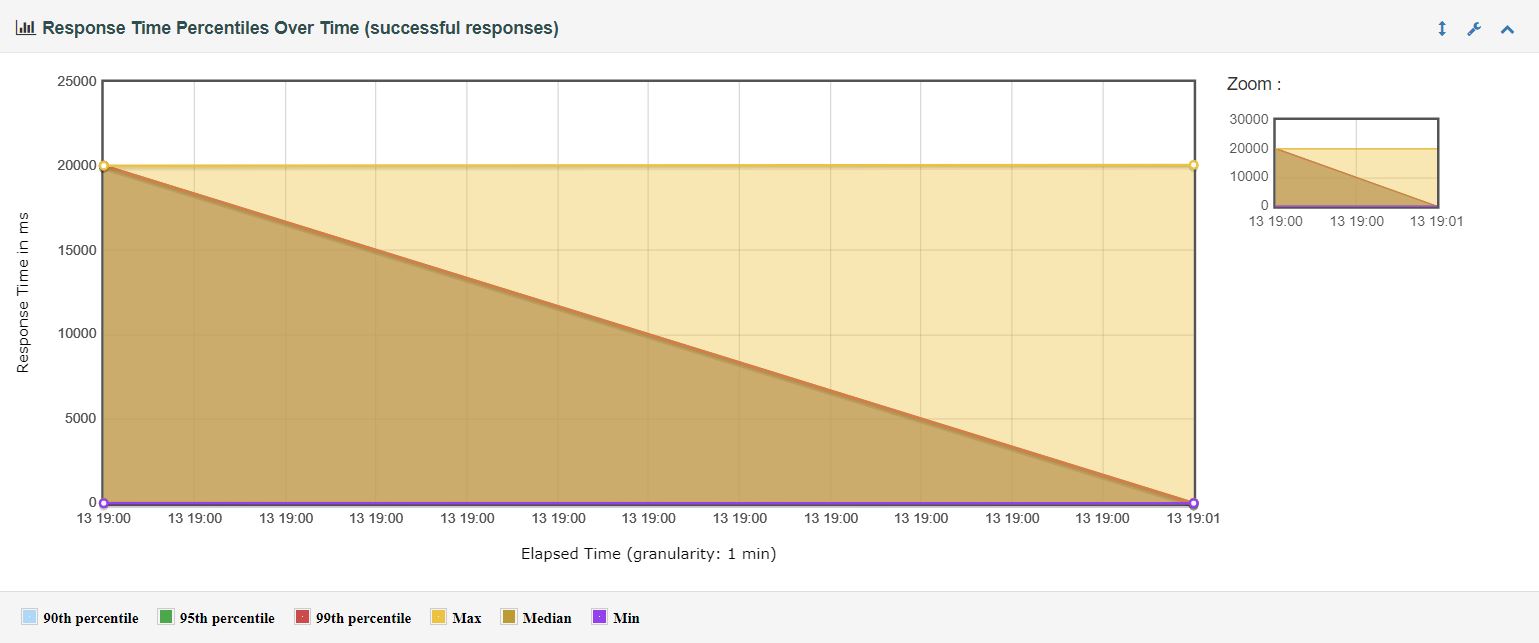 Response Time Percentiles Over Time (successful responses)
25000
20000
15000
10000
5000
0
Response Time in ms
13 19:00 13 19:00 13 19:00 13 19:00 13 19:00 13 19:00 13 19:00 13 19:00 13 19:00 13 19:00 13 19:00 13 19:00 13 19:01
Elapsed Time (granularity: 1 min)
Zoom :
30000
20000
10000
0
13 19:00 13 19:00 13 19:01
90th percentile 95th percentile 99th percentile Max Median Min